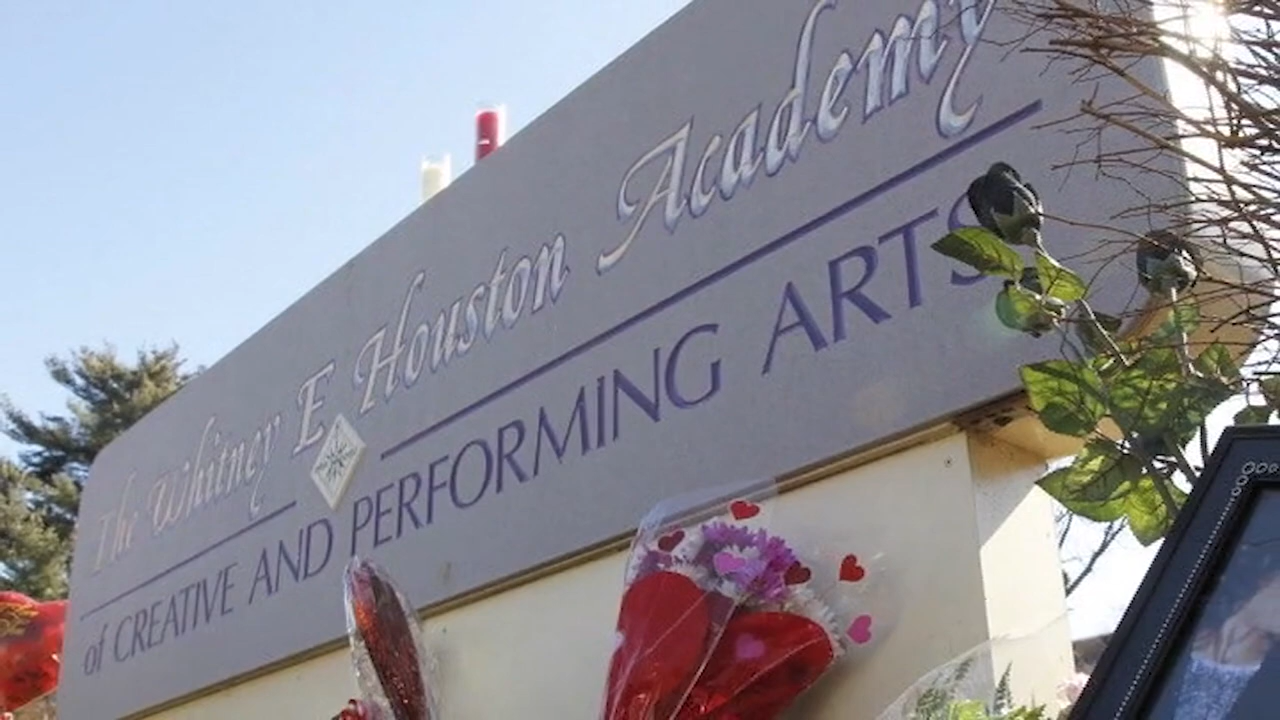 The Whitney E. Houston Academy
of CREATIVE AND PERFORMING ARTS